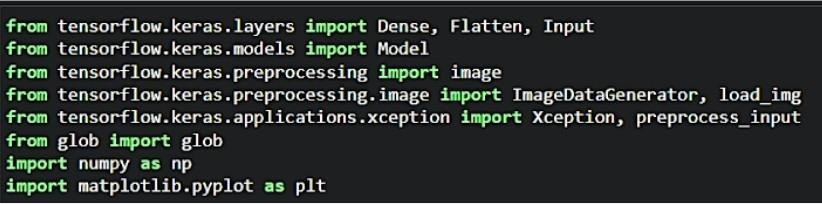 from tensorflow.keras.layers import Dense, Flatten, Input
from tensorflow.keras.models import Model
from tensorflow.keras.preprocessing import image
from tensorflow.keras.preprocessing.image import ImageDataGenerator, load_img
from tensorflow.keras.applications.xception import Xception, preprocess_input
from glob import glob
import numpy as np
import matplotlib.pyplot as plt